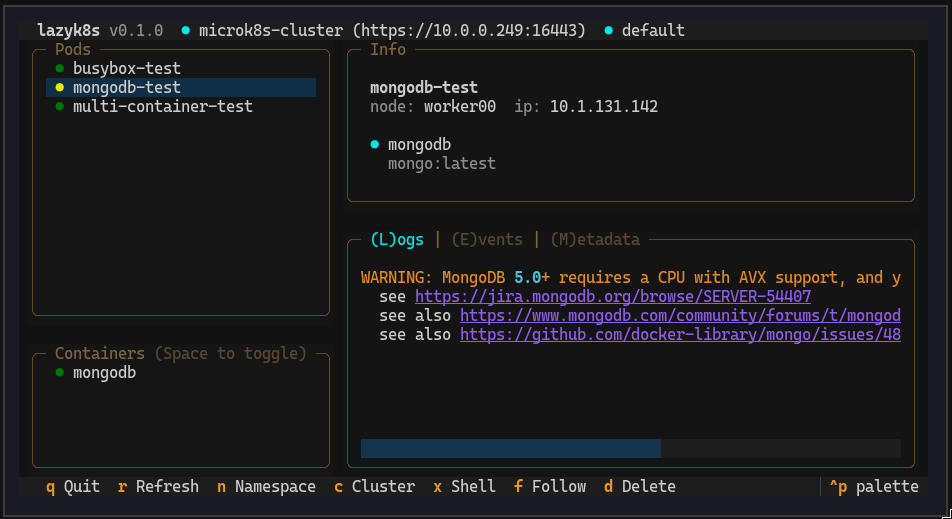 lazyk8s v0.1.0 ● microk8s-cluster (https://10.0.0.249:16443) ● default
Pods
● busybox-test
● mongodb-test
● multi-container-test
Containers (Space to toggle)
● mongodb
Info
mongodb-test
node: worker00 ip: 10.1.131.142
● mongodb
mongo:latest
(L)ogs | (E)vents | (M)etadata
WARNING: MongoDB 5.0+ requires a CPU with AVX support, and y
see https://jira.mongodb.org/browse/SERVER-54407
see also https://www.mongodb.com/community/forums/t/mongod
see also https://github.com/docker-library/mongo/issues/48
q Quit r Refresh n Namespace c Cluster x Shell f Follow d Delete ^p palette